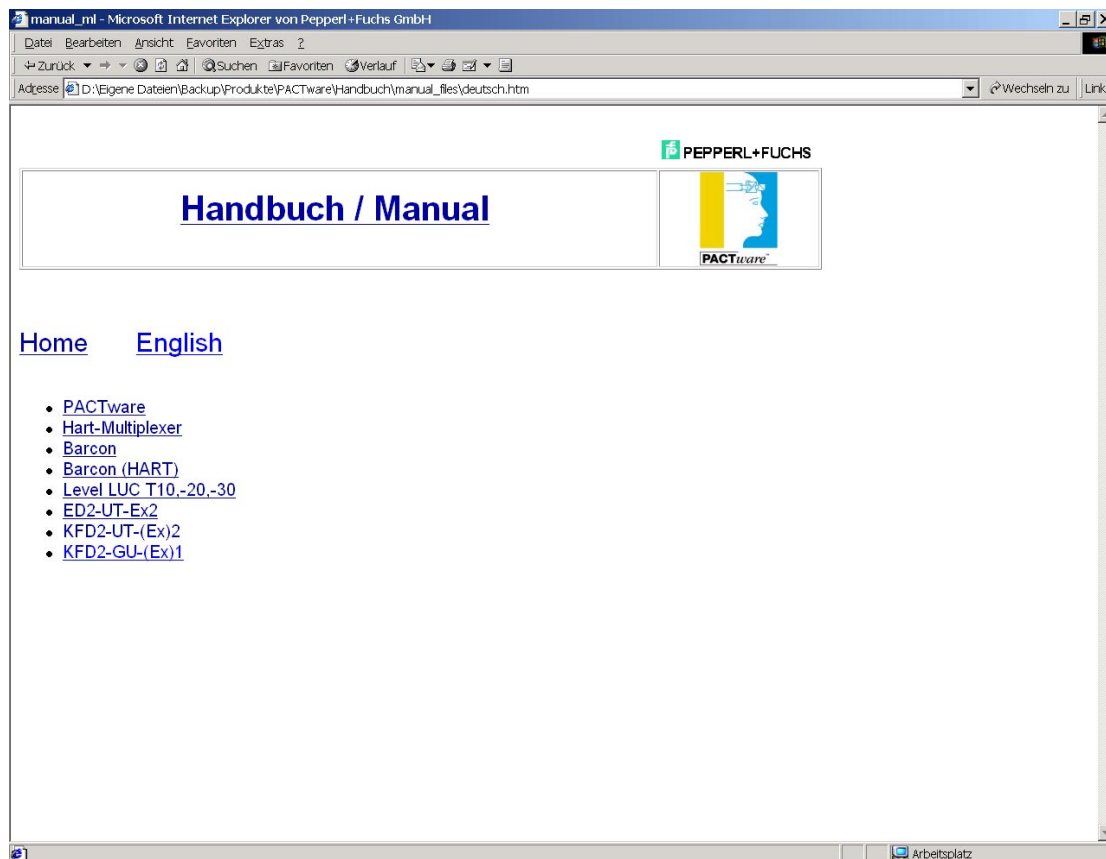 manual_ml - Microsoft Internet Explorer von Pepperl+Fuchs GmbH
Datei Bearbeiten Ansicht Favoriten Extras ?
Zurück Suchen Favoriten Verlauf
Adresse D:\Eigene Dateien\Backup\Produkte\PACTware\Handbuch\manual_files\deutsch.htm Wechseln zu Link
PEPPERL+FUCHS
Handbuch / Manual
PACTware™
Home English
PACTware
Hart-Multiplexer
Barcon
Barcon (HART)
Level LUC T10,-20,-30
ED2-UT-Ex2
KFD2-UT-(Ex)2
KFD2-GU-(Ex)1
Arbeitsplatz